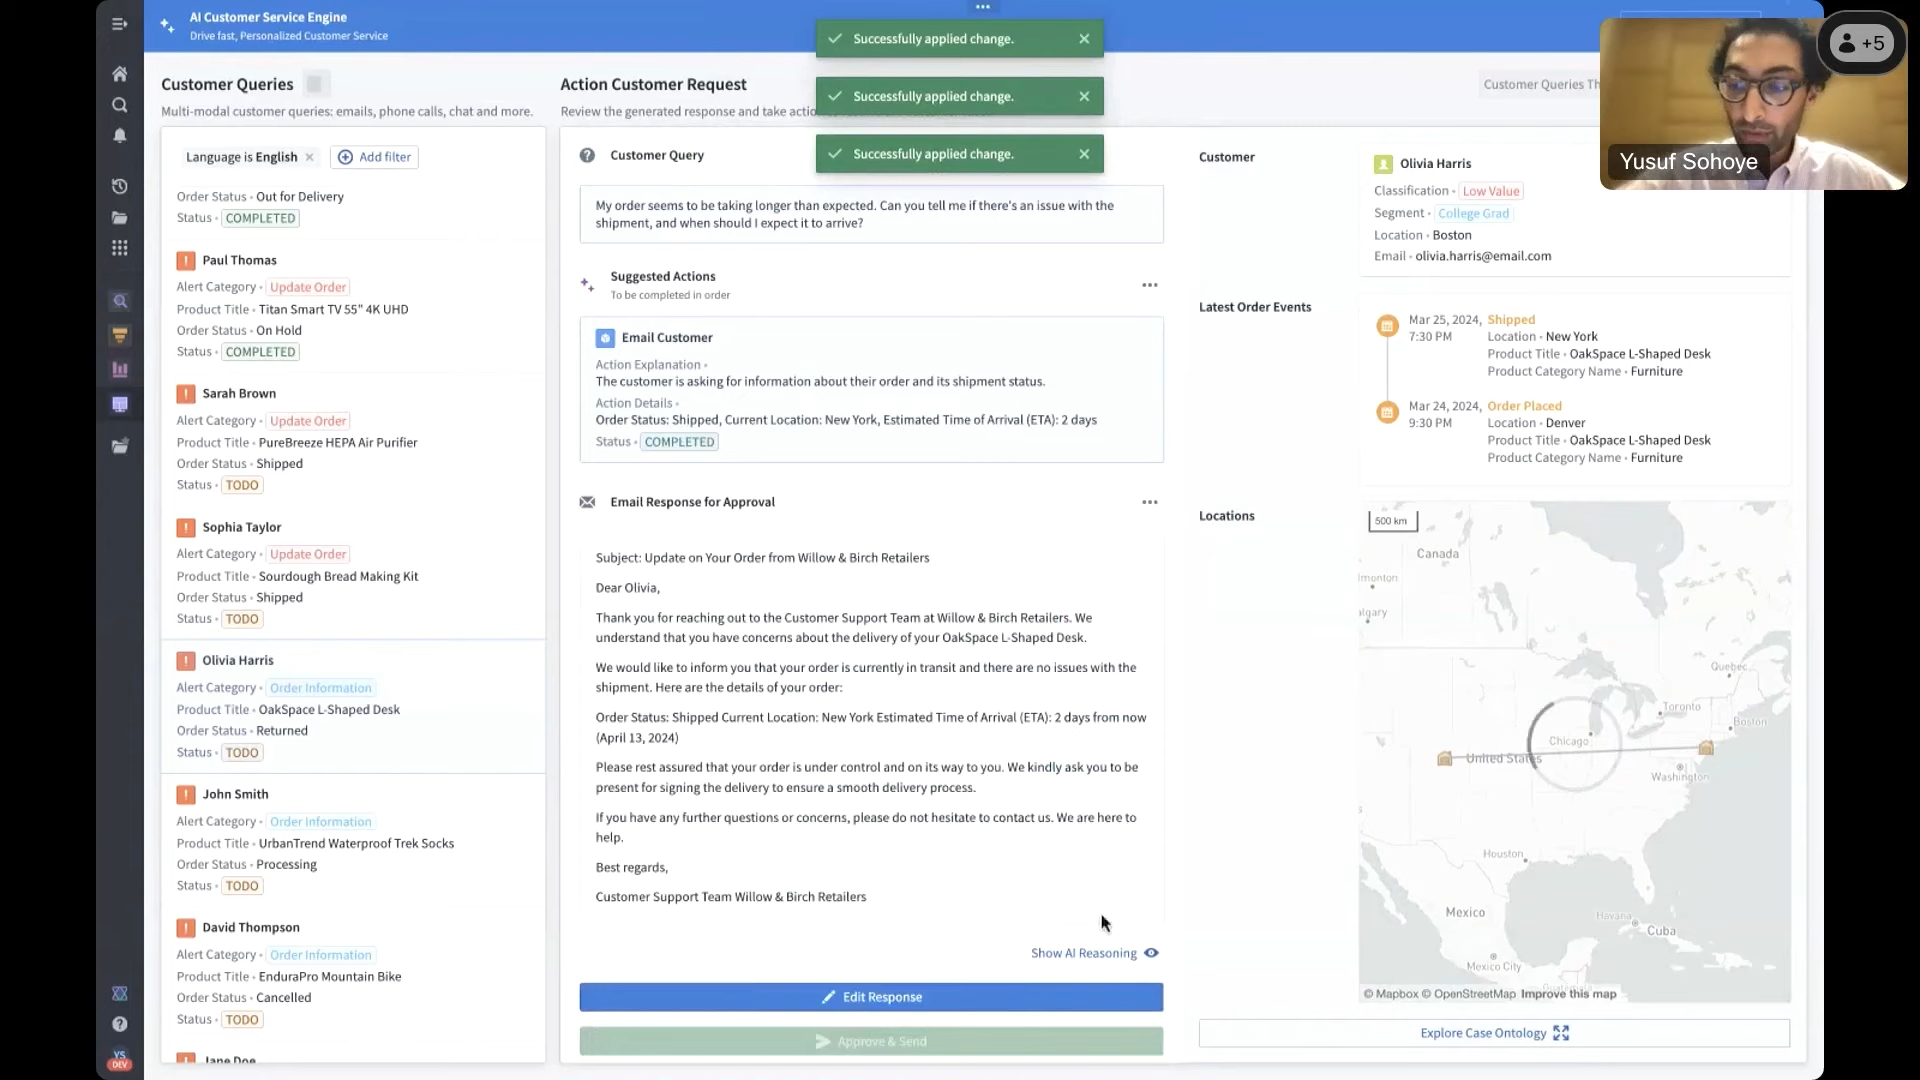 AI Customer Service Engine
Drive fast, Personalized Customer Service
Successfully applied change.
Successfully applied change.
Successfully applied change.
+5
Yusuf Sohoye
Customer Queries
Multi-modal customer queries: emails, phone calls, chat and more.
Language is English
Add filter
Order Status • Out for Delivery
Status • COMPLETED
Paul Thomas
Alert Category • Update Order
Product Title • Titan Smart TV 55" 4K UHD
Order Status • On Hold
Status • COMPLETED
Sarah Brown
Alert Category • Update Order
Product Title • PureBreeze HEPA Air Purifier
Order Status • Shipped
Status • TODO
Sophia Taylor
Alert Category • Update Order
Product Title • Sourdough Bread Making Kit
Order Status • Shipped
Status • TODO
Olivia Harris
Alert Category • Order Information
Product Title • OakSpace L-Shaped Desk
Order Status • Returned
Status • TODO
John Smith
Alert Category • Order Information
Product Title • UrbanTrend Waterproof Trek Socks
Order Status • Processing
Status • TODO
David Thompson
Alert Category • Order Information
Product Title • EnduraPro Mountain Bike
Order Status • Cancelled
Status • TODO
Jane Doe
YS
DEV
Action Customer Request
Review the generated response and take
Customer Queries
Customer Query
My order seems to be taking longer than expected. Can you tell me if there's an issue with the
shipment, and when should I expect it to arrive?
Suggested Actions
To be completed in order
Email Customer
Action Explanation •
The customer is asking for information about their order and its shipment status.
Action Details •
Order Status: Shipped, Current Location: New York, Estimated Time of Arrival (ETA): 2 days
Status • COMPLETED
Email Response for Approval
Subject: Update on Your Order from Willow & Birch Retailers
Dear Olivia,
Thank you for reaching out to the Customer Support Team at Willow & Birch Retailers. We
understand that you have concerns about the delivery of your OakSpace L-Shaped Desk.
We would like to inform you that your order is currently in transit and there are no issues with the
shipment. Here are the details of your order:
Order Status: Shipped Current Location: New York Estimated Time of Arrival (ETA): 2 days from now
(April 13, 2024)
Please rest assured that your order is under control and on its way to you. We kindly ask you to be
present for signing the delivery to ensure a smooth delivery process.
If you have any further questions or concerns, please do not hesitate to contact us. We are here to
help.
Best regards,
Customer Support Team Willow & Birch Retailers
Show AI Reasoning
Edit Response
Approve & Send
Customer
Olivia Harris
Classification • Low Value
Segment • College Grad
Location • Boston
Email • olivia.harris@email.com
Latest Order Events
Mar 25, 2024, Shipped
7:30 PM Location • New York
Product Title • OakSpace L-Shaped Desk
Product Category Name • Furniture
Mar 24, 2024, Order Placed
9:30 PM Location • Denver
Product Title • OakSpace L-Shaped Desk
Product Category Name • Furniture
Locations
500 km
Canada
monton
algary
Quebec
Toronto
Boston
Chicago
United States
Washington
Houston
Mexico
Havana
Cuba
Mexico City
© Mapbox © OpenStreetMap Improve this map
Explore Case Ontology